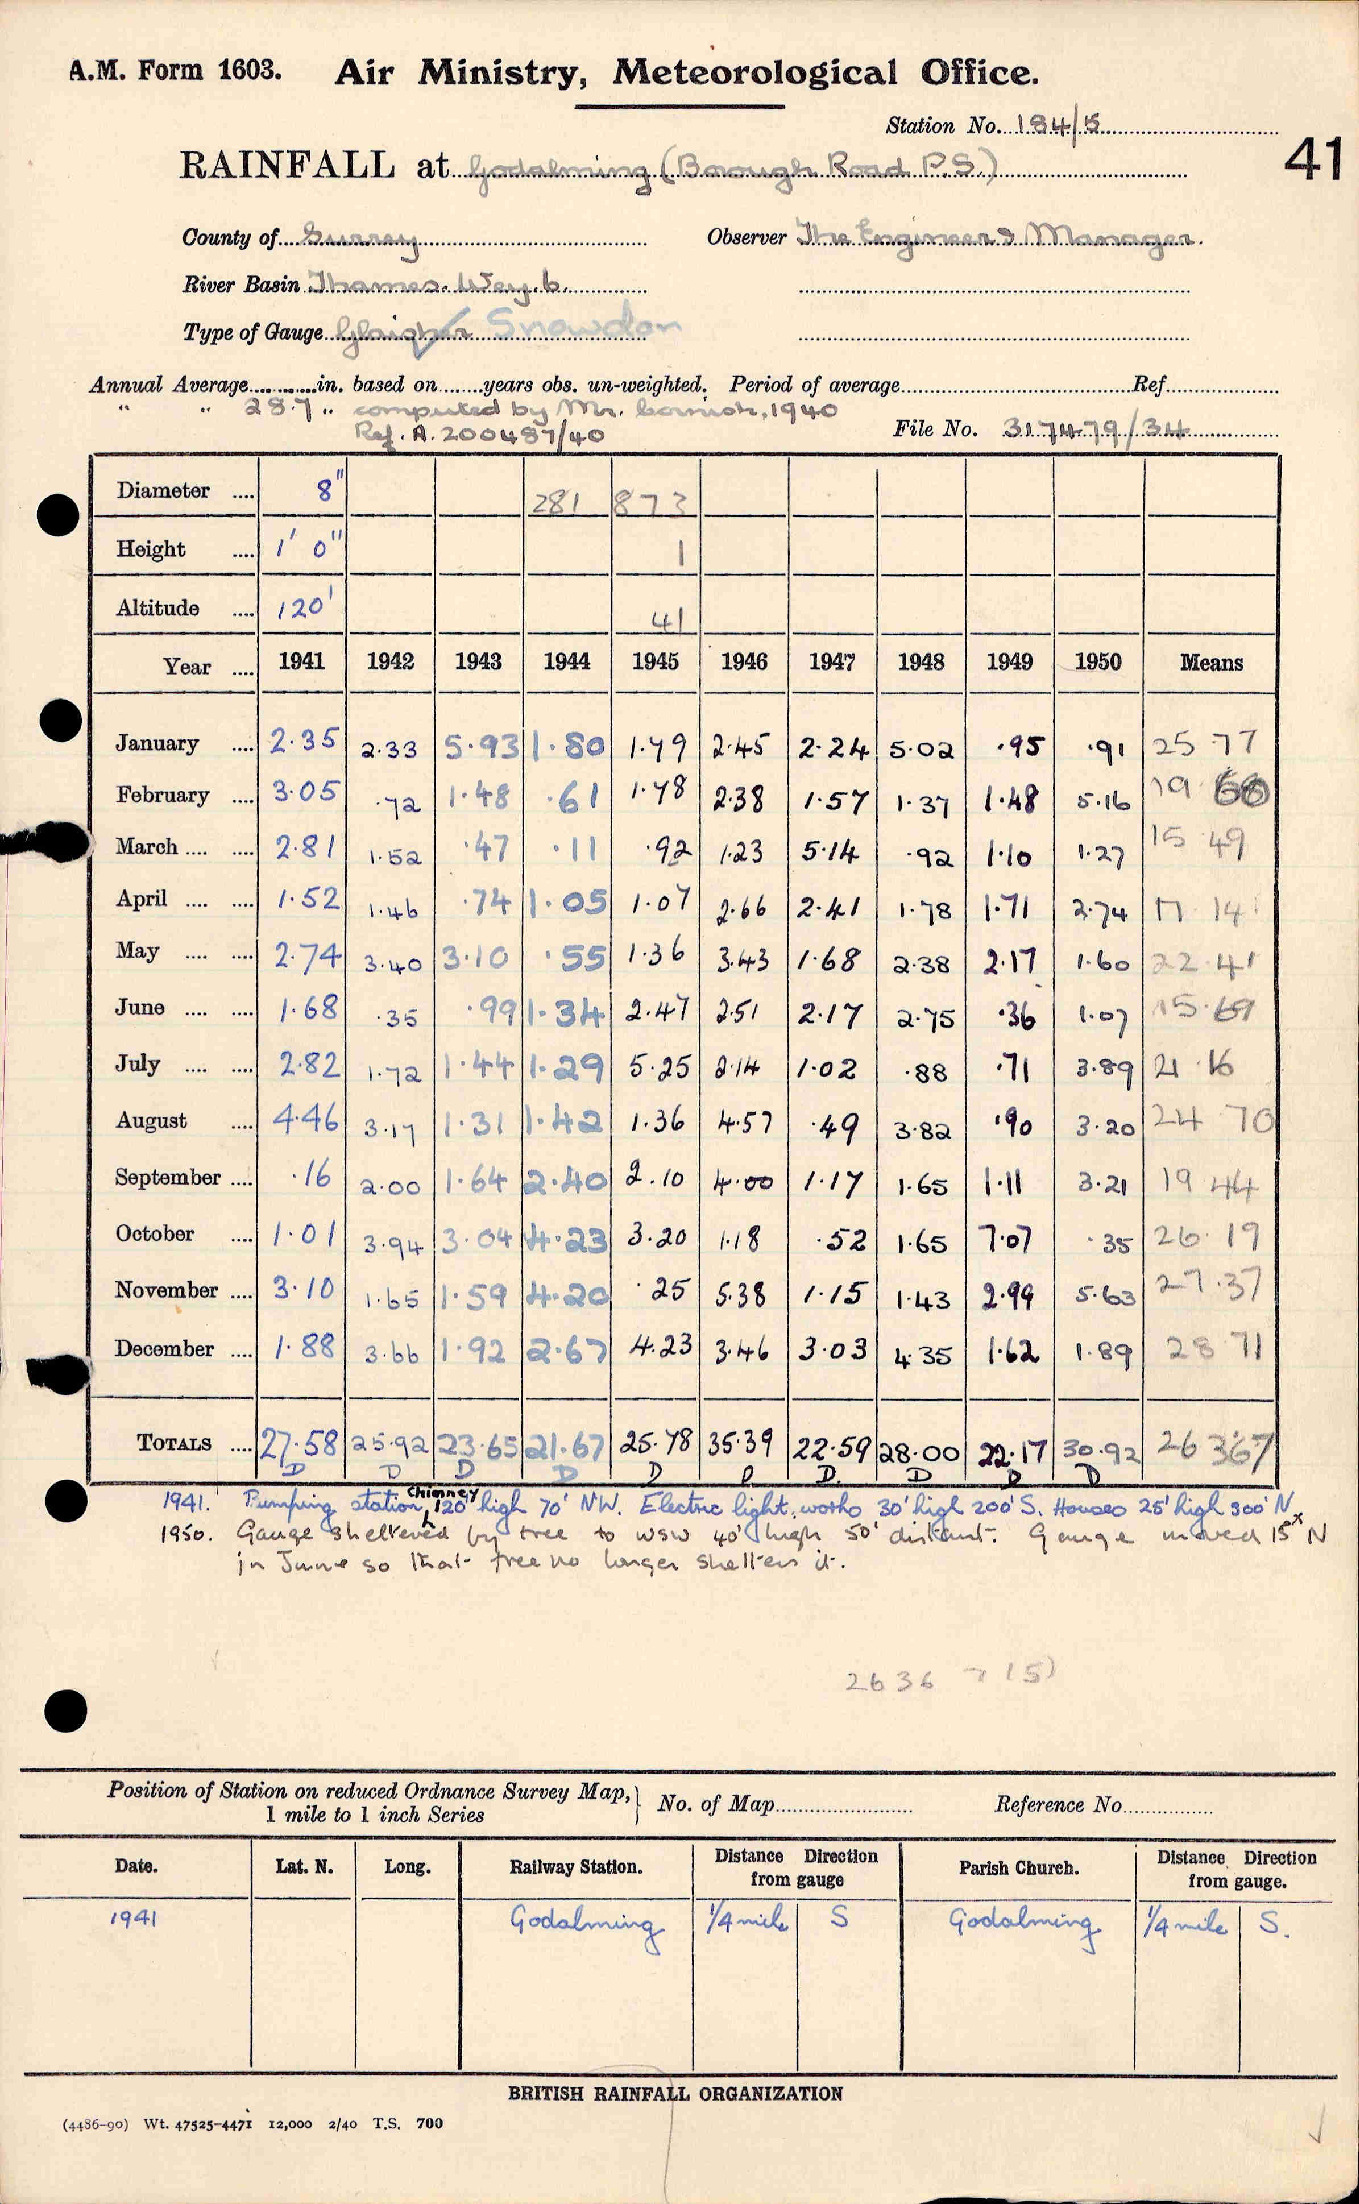 A.M. Form 1603. Air Ministry, Meteorological Office.
Station No. 184/15
41
RAINFALL at Godalming (Borough Road P.S.)
County of Surrey Observer The Engineer & Manager.
River Basin Thames. Wey. b.
Type of Gauge Glaisher Snowdon
Annual Average in. based on years obs. un-weighted. Period of average Ref.
" " 28.7 " computed by Mr. Cornish, 1940
Ref. A. 200487/40 File No. 317479/34
Diameter .... 8" 281 873
Height .... 1' 0" 1
Altitude .... 120' 41
Year .... 1941 1942 1943 1944 1945 1946 1947 1948 1949 1950 Means
January .... 2.35 2.33 5.93 1.80 1.79 2.45 2.24 5.02 .95 .91 25 77
February .... 3.05 .72 1.48 .61 1.78 2.38 1.57 1.37 1.48 5.16 19 60
March .... .... 2.81 1.52 .47 .11 .92 1.23 5.14 .92 1.10 1.27 15 49
April .... .... 1.52 1.46 .74 1.05 1.07 2.66 2.41 1.78 1.71 2.74 17 14
May .... .... 2.74 3.40 3.10 .55 1.36 3.43 1.68 2.38 2.17 1.60 22.41
June .... .... 1.68 .35 .99 1.34 2.47 2.51 2.17 2.75 .36 1.07 15.69
July .... .... 2.82 1.72 1.44 1.29 5.25 2.14 1.02 .88 .71 3.89 21 .16
August .... 4.46 3.17 1.31 1.42 1.36 4.57 .49 3.82 .90 3.20 24 70
September .... .16 2.00 1.64 2.40 2.10 4.00 1.17 1.65 1.11 3.21 19 44
October .... 1.01 3.94 3.04 4.23 3.20 1.18 .52 1.65 7.07 .35 26.19
November .... 3.10 1.65 1.59 4.20 .25 5.38 1.15 1.43 2.99 5.63 27.37
December .... 1.88 3.66 1.92 2.67 4.23 3.46 3.03 4.35 1.62 1.89 28 71
TOTALS .... 27.58 25.92 23.65 21.67 25.78 35.39 22.59 28.00 22.17 30.92 26 367
D D D D D D D. D D D
1941. Pumping station chimney 120' high 70' NW. Electric light works 30' high 200' S. Houses 25' high 300' N.
1950. Gauge sheltered by tree to WSW 40' high 50' distant. Gauge moved 15' N
in June so that tree no longer shelters it.
2636 7 (5)
Position of Station on reduced Ordnance Survey Map, 1 mile to 1 inch Series No. of Map Reference No.
Date. Lat. N. Long. Railway Station. Distance from gauge Direction Parish Church. Distance from gauge. Direction
1941 Godalming 1/4 mile S Godalming 1/4 mile S.
BRITISH RAINFALL ORGANIZATION
(4486-90) Wt. 47525-4471 12,000 2/40 T.S. 700